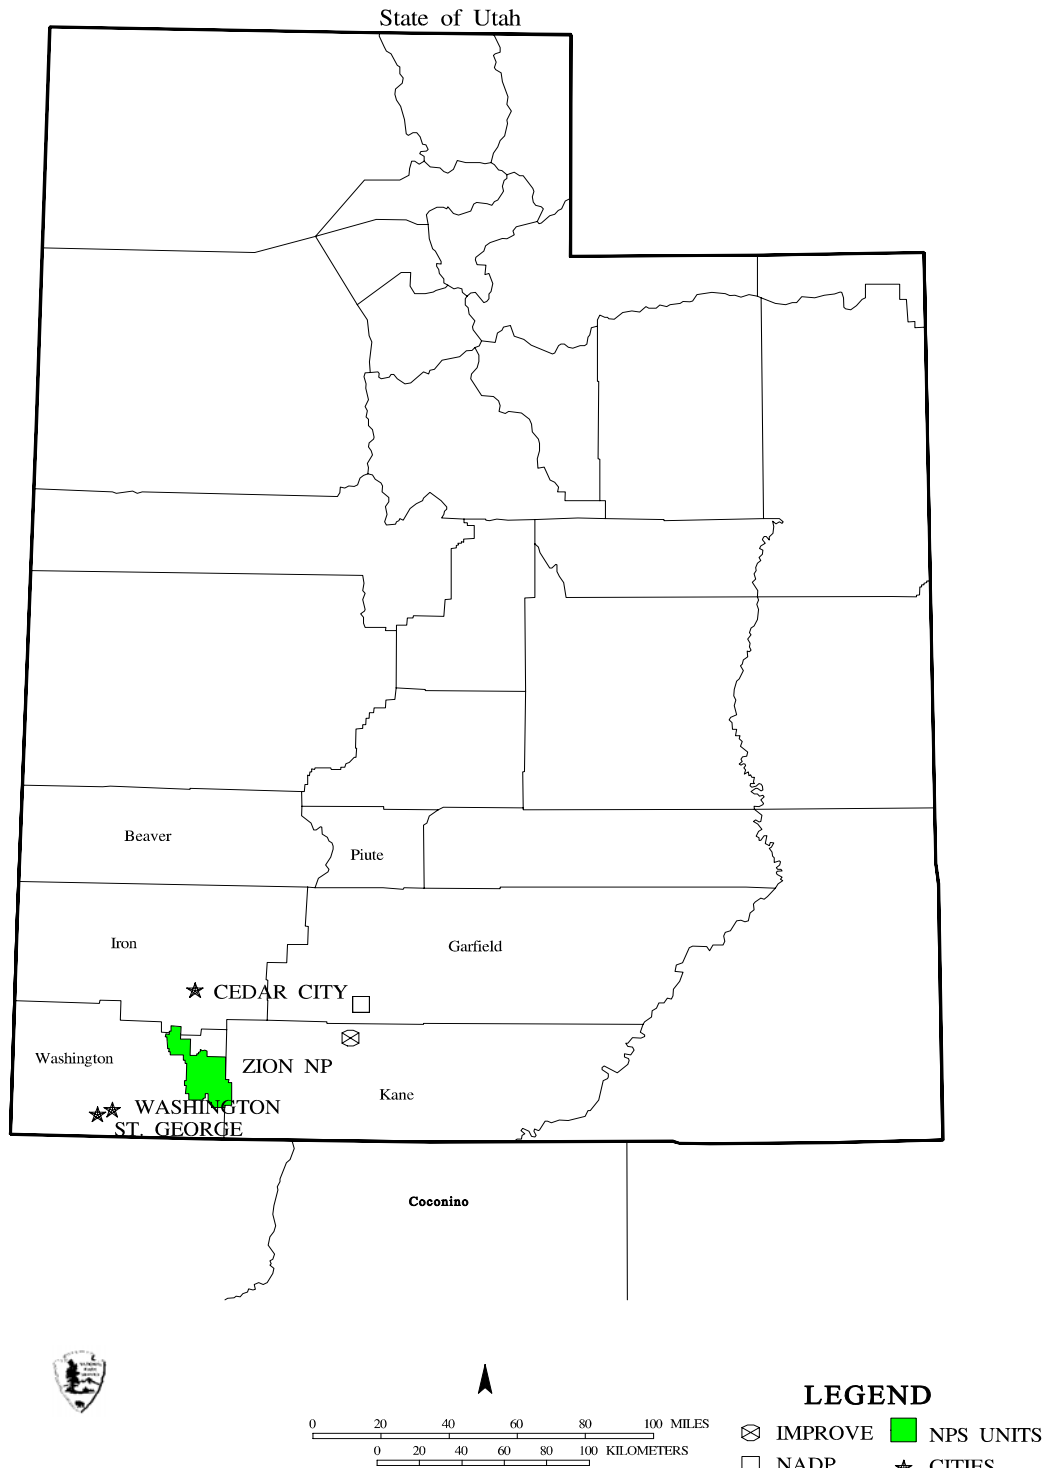 State of Utah
Beaver
Piute
Iron
Garfield
CEDAR CITY
Washington
ZION NP
Kane
WASHINGTON
ST. GEORGE
Coconino
LEGEND
0 20 40 60 80 100 MILES
IMPROVE NPS UNITS
0 20 40 60 80 100 KILOMETERS
NADP CITIES